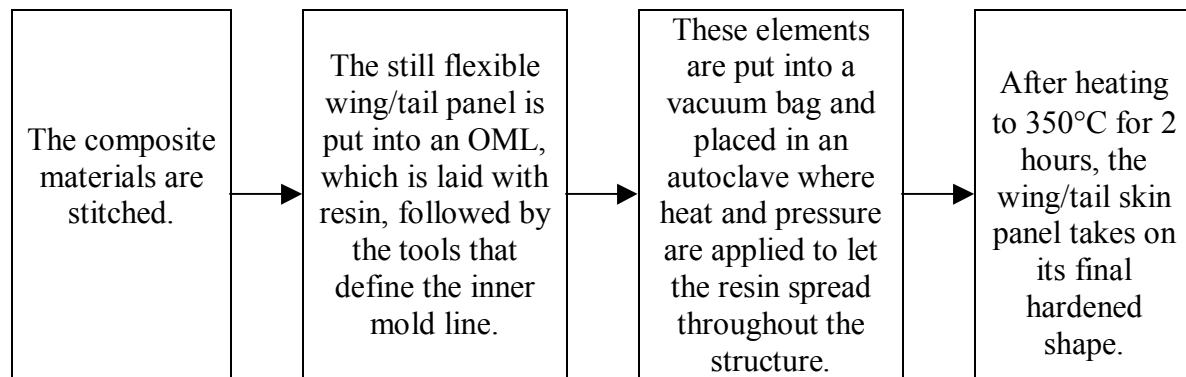 The composite
materials are
stitched.
The still flexible
wing/tail panel is
put into an OML,
which is laid with
resin, followed by
the tools that
define the inner
mold line.
These elements
are put into a
vacuum bag and
placed in an
autoclave where
heat and pressure
are applied to let
the resin spread
throughout the
structure.
After heating
to 350°C for 2
hours, the
wing/tail skin
panel takes on
its final
hardened
shape.